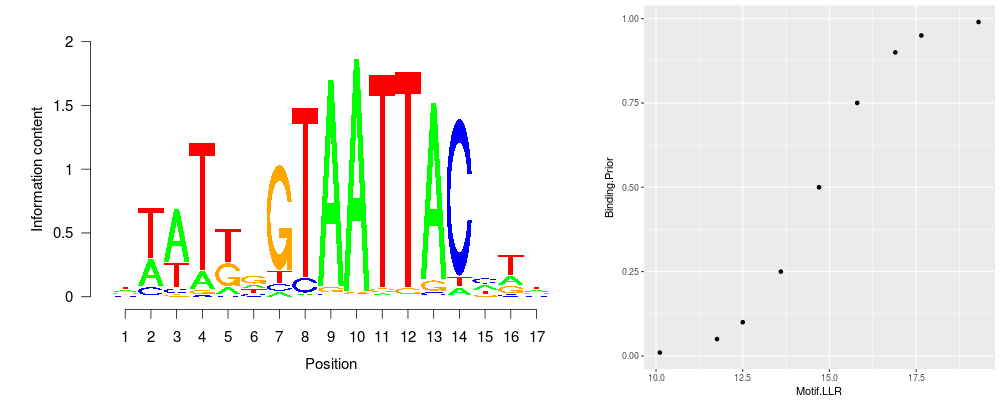 2
1.5
1
0.5
0
Information content
1 2 3 4 5 6 7 8 9 10 11 12 13 14 15 16 17
Position
T A T T G T A A T T A C T
A T A G G T C A
1.00
0.75
0.50
0.25
0.00
Binding.Prior
10.0 12.5 15.0 17.5
Motif.LLR